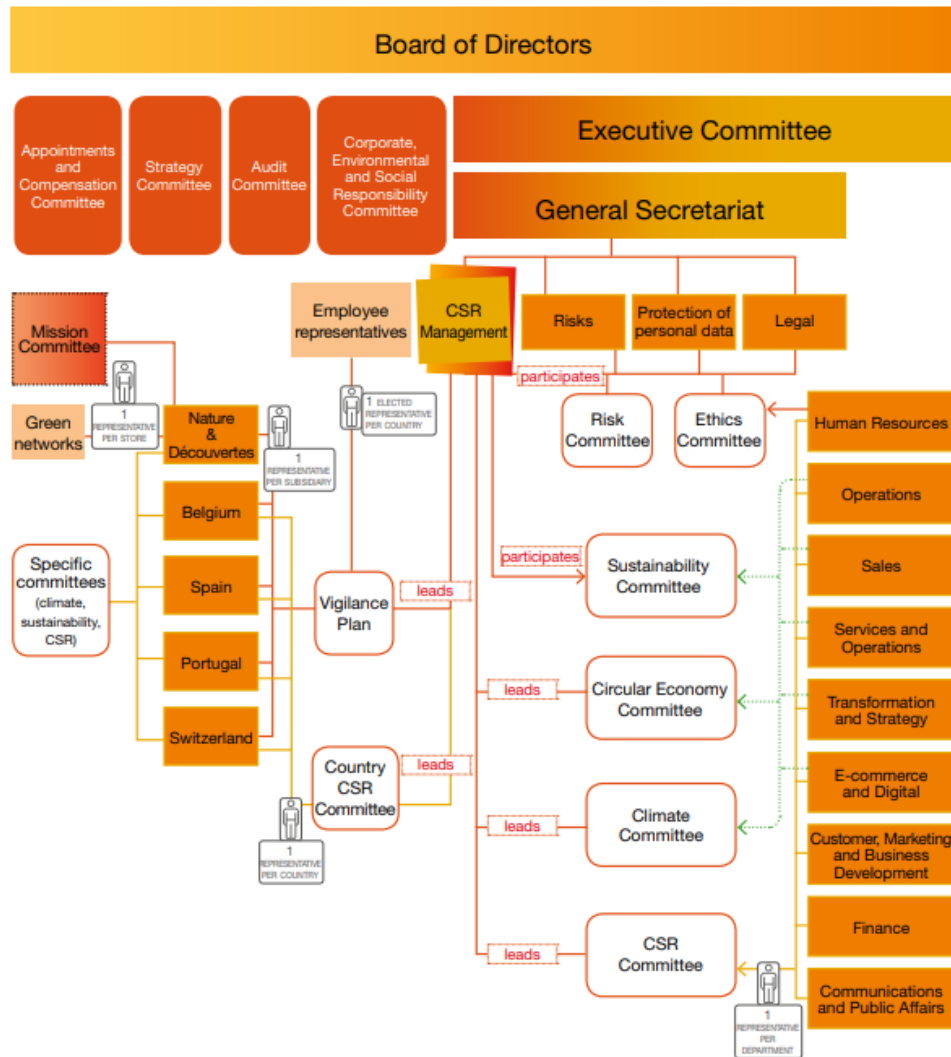 Board of Directors
Appointments
and
Compensation
Committee
Strategy
Committee
Audit
Committee
Corporate,
Environmental
and Social
Responsibility
Committee
Executive Committee
General Secretariat
Mission
Committee
Employee
representatives
CSR
Management
Risks
Protection of
personal data
Legal
participates
1
REPRESENTATIVE
PER STORE
Green
networks
Nature
&
Découvertes
1
REPRESENTATIVE
PER SUBSIDIARY
1 ELECTED
REPRESENTATIVE
PER COUNTRY
Risk
Committee
Ethics
Committee
Human Resources
Belgium
Operations
Specific
committees
(climate,
sustainability,
CSR)
Spain
Vigilance
Plan
leads
participates
Sustainability
Committee
Sales
Portugal
Services and
Operations
Switzerland
leads
Circular Economy
Committee
Transformation
and Strategy
Country
CSR
Committee
leads
E-commerce
and Digital
1
REPRESENTATIVE
PER COUNTRY
leads
Climate
Committee
Customer, Marketing
and Business
Development
leads
CSR
Committee
Finance
1
REPRESENTATIVE
PER
DEPARTMENT
Communications
and Public Affairs